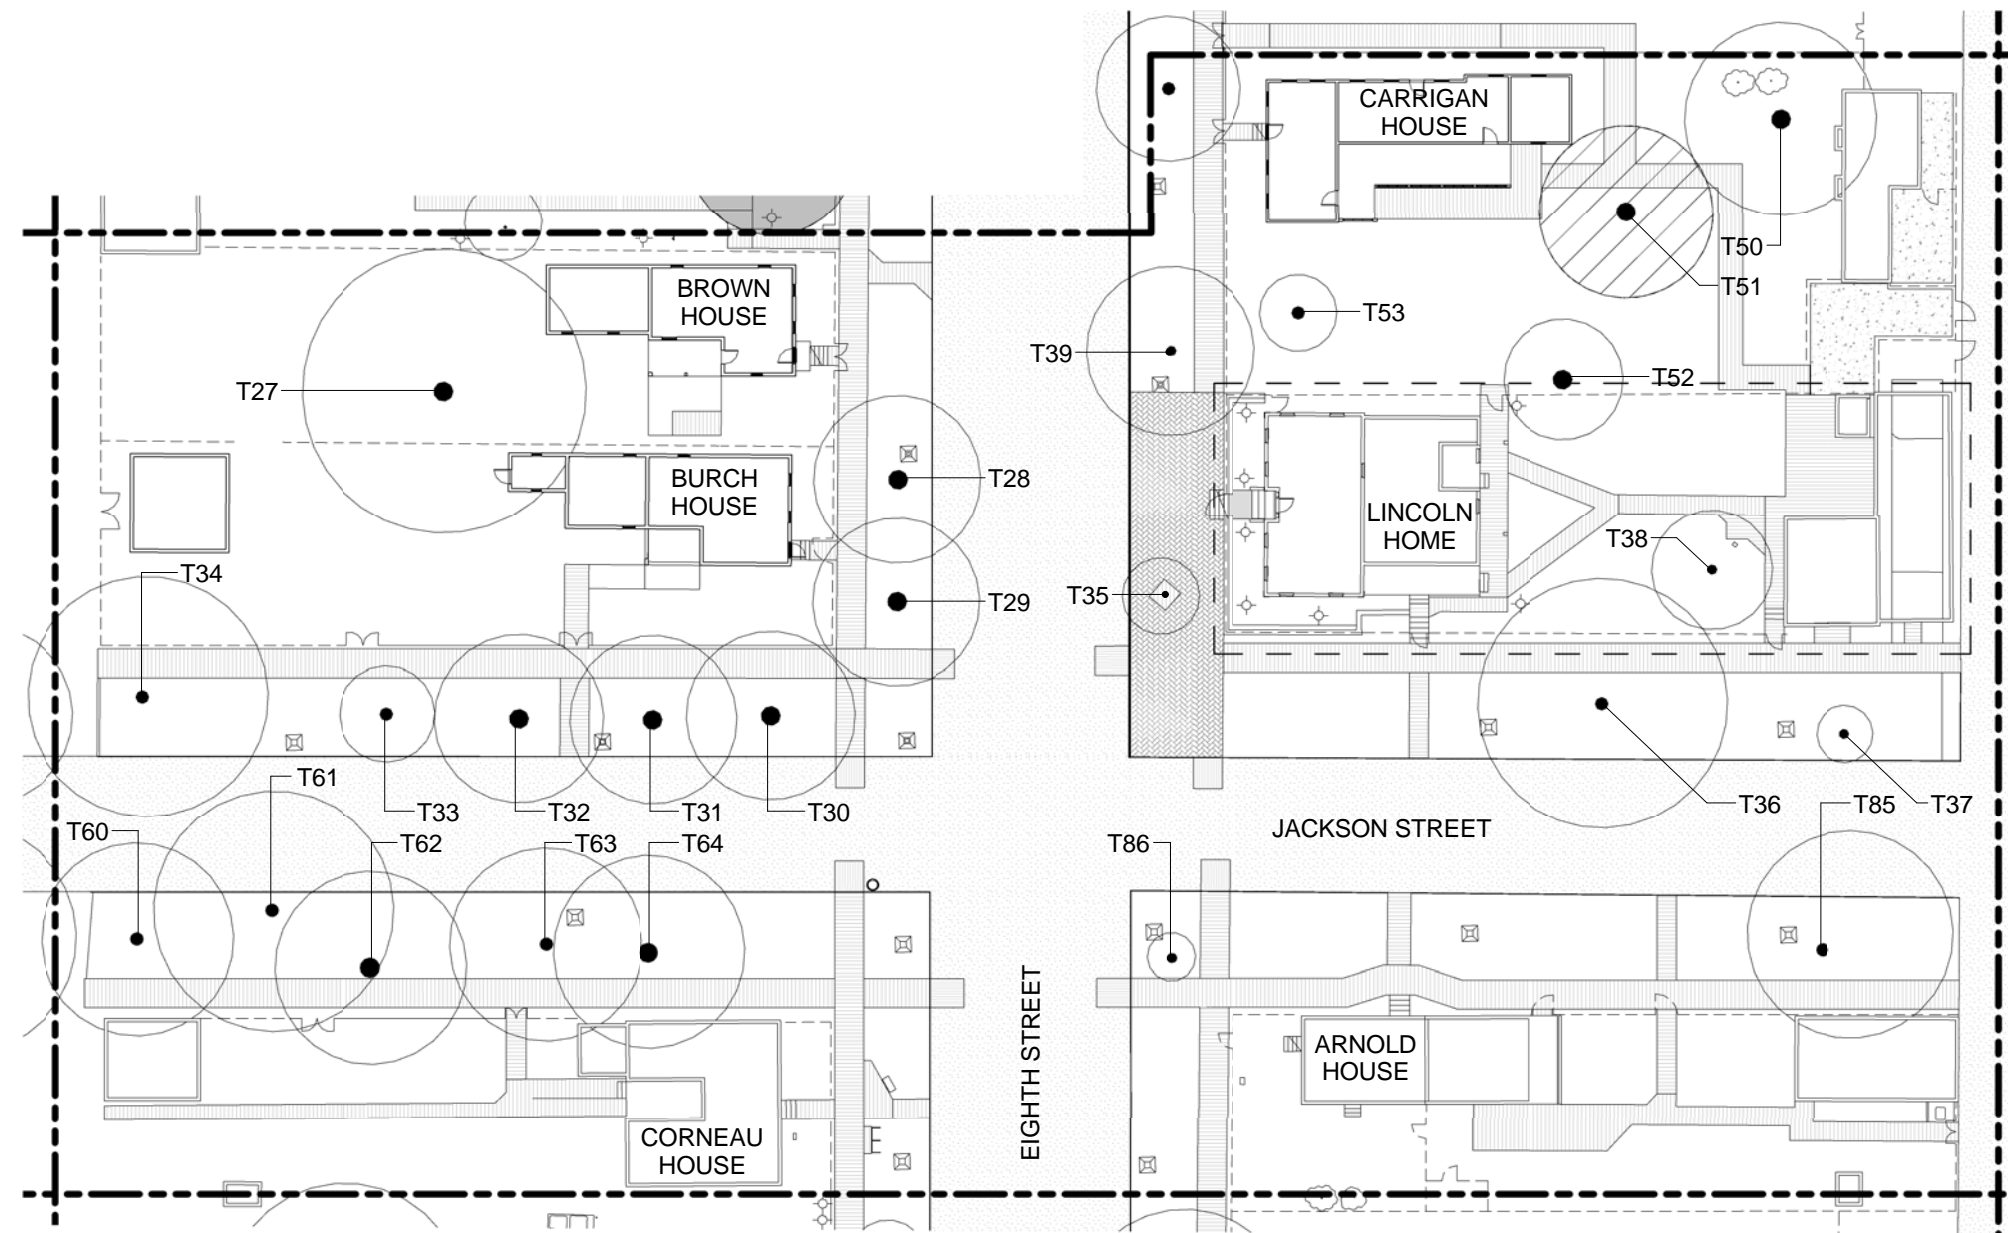 CARRIGAN
HOUSE
T50
T51
BROWN
HOUSE
T53
T39
T52
T27
BURCH
HOUSE
T28
LINCOLN
HOME
T38
T34
T35
T29
T61
T33
T32
T31
T30
T36
T85
T37
T60
T62
T63
T64
T86
JACKSON STREET
EIGHTH STREET
ARNOLD
HOUSE
CORNEAU
HOUSE